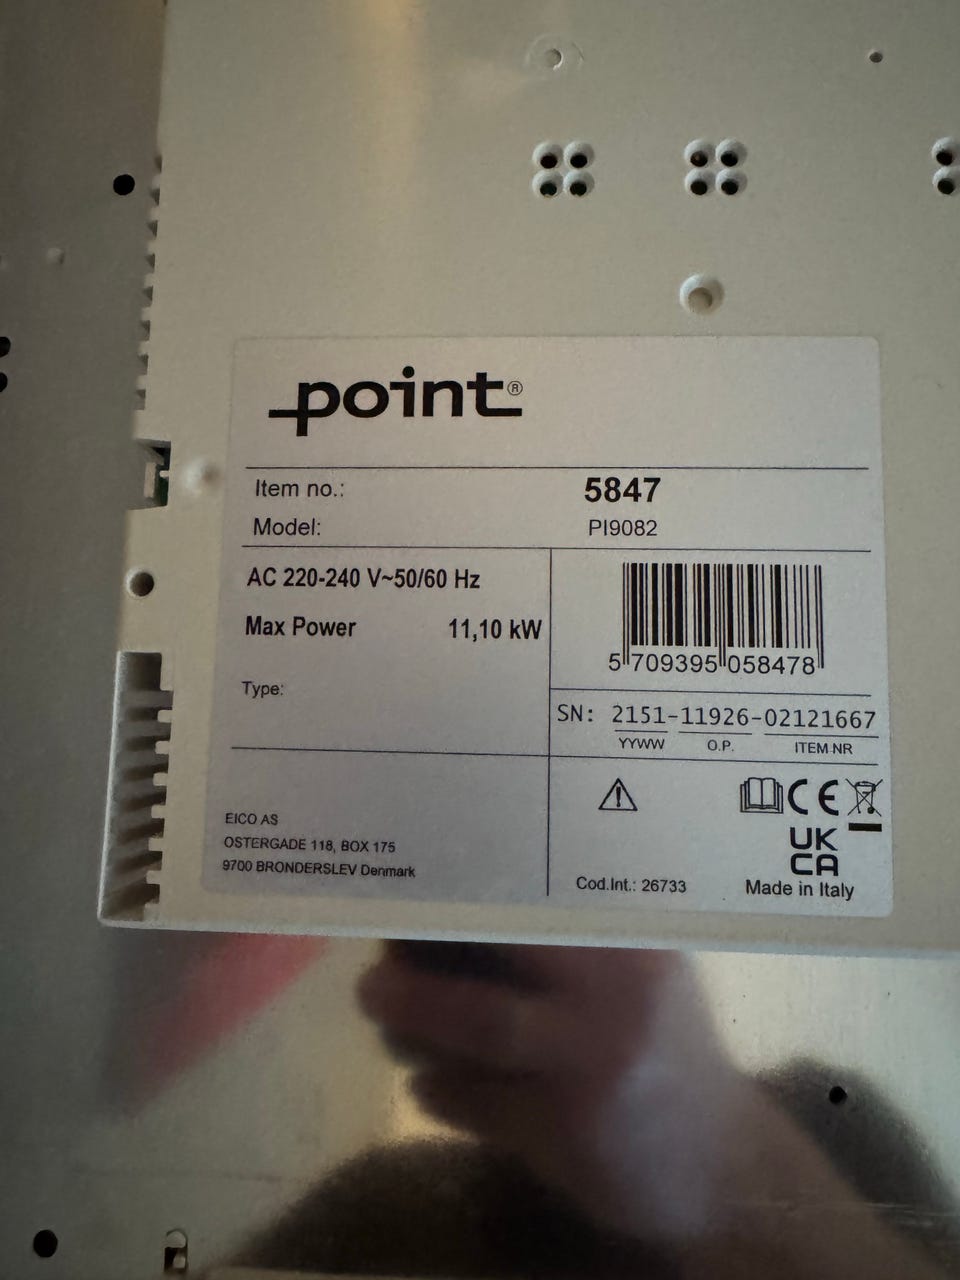 point®
Item no.: 5847
Model: PI9082
AC 220-240 V~50/60 Hz
Max Power 11,10 kW
Type:
5 709395 058478
SN: 2151-11926-02121667
YYWW O.P. ITEM NR
EICO AS
OSTERGADE 118, BOX 175
9700 BRONDERSLEV Denmark
CE
UK
CA
Cod.Int.: 26733
Made in Italy